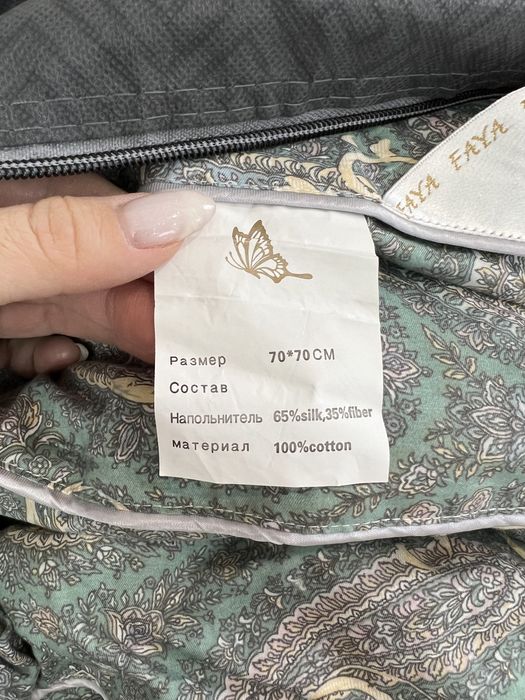 FAYA FAYA
Размер 70*70CM
Состав
Напольнитель 65%silk,35%fiber
материал 100%cotton